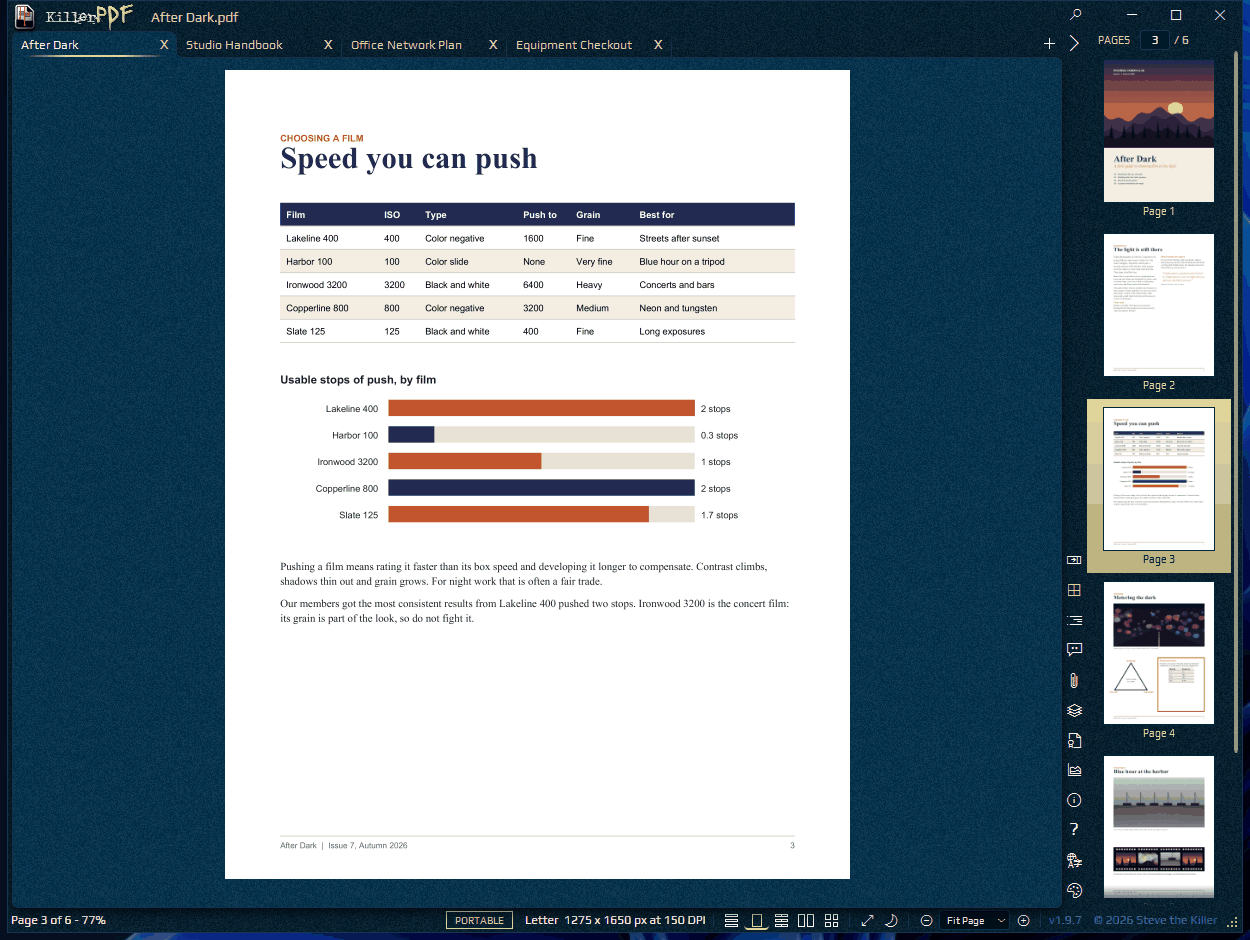 KillerPDF After Dark.pdf
After Dark X Studio Handbook X Office Network Plan X Equipment Checkout X
PAGES 3 / 6
CHOOSING A FILM
Speed you can push
Film ISO Type Push to Grain Best for
Lakeline 400 400 Color negative 1600 Fine Streets after sunset
Harbor 100 100 Color slide None Very fine Blue hour on a tripod
Ironwood 3200 3200 Black and white 6400 Heavy Concerts and bars
Copperline 800 800 Color negative 3200 Medium Neon and tungsten
Slate 125 125 Black and white 400 Fine Long exposures
Usable stops of push, by film
Lakeline 400 2 stops
Harbor 100 0.3 stops
Ironwood 3200 1 stops
Copperline 800 2 stops
Slate 125 1.7 stops
Pushing a film means rating it faster than its box speed and developing it longer to compensate. Contrast climbs,
shadows thin out and grain grows. For night work that is often a fair trade.
Our members got the most consistent results from Lakeline 400 pushed two stops. Ironwood 3200 is the concert film:
its grain is part of the look, so do not fight it.
After Dark | Issue 7, Autumn 2026 3
After Dark
Page 1
The light is still there
Page 2
Speed you can push
Page 3
Metering the dark
Page 4
Blue hour at the harbor
Page 3 of 6 - 77% PORTABLE Letter 1275 x 1650 px at 150 DPI Fit Page v1.9.7 © 2026 Steve the Killer